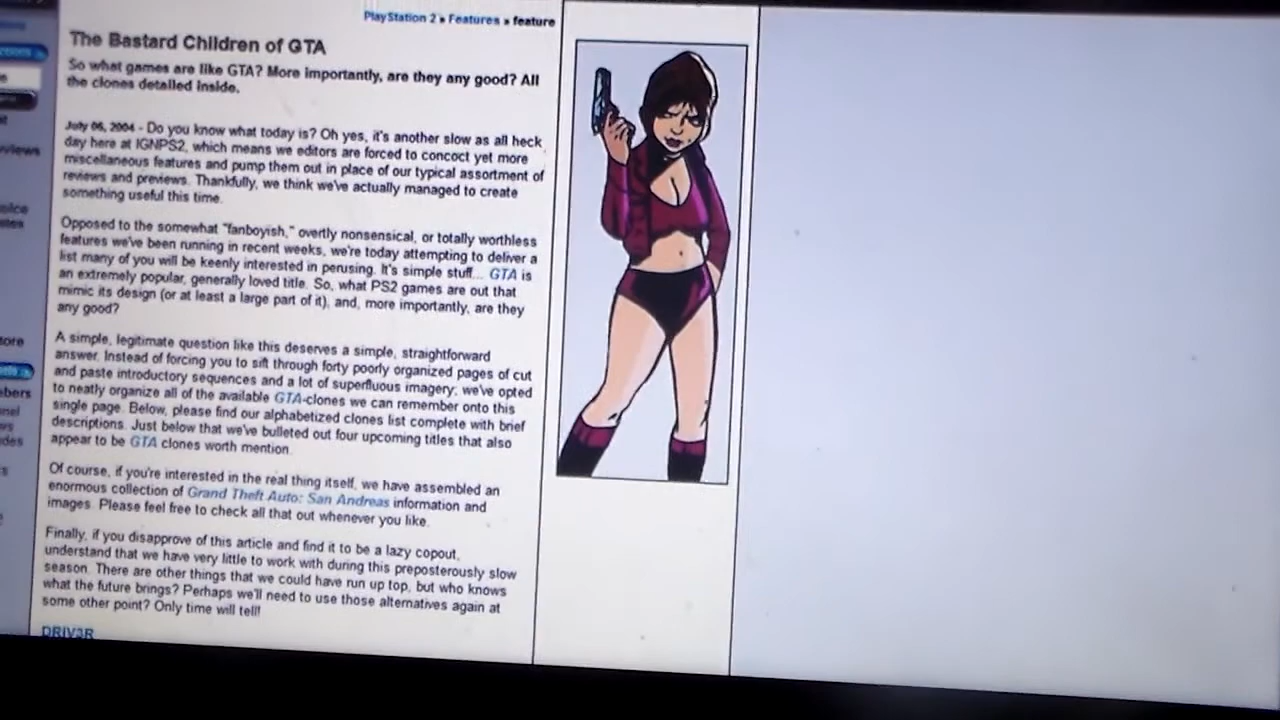 PlayStation 2 » Features » feature
The Bastard Children of GTA
So what games are like GTA? More importantly, are they any good? All
the clones detailed inside.
July 06, 2004 - Do you know what today is? Oh yes, it's another slow as all heck
day here at IGNPS2, which means we editors are forced to concoct yet more
miscellaneous features and pump them out in place of our typical assortment of
reviews and previews. Thankfully, we think we've actually managed to create
something useful this time.
Opposed to the somewhat "fanboyish," overtly nonsensical, or totally worthless
features we've been running in recent weeks, we're today attempting to deliver a
list many of you will be keenly interested in perusing. It's simple stuff... GTA is
an extremely popular, generally loved title. So, what PS2 games are out that
mimic its design (or at least a large part of it), and, more importantly, are they
any good?
A simple, legitimate question like this deserves a simple, straightforward
answer. Instead of forcing you to sift through forty poorly organized pages of cut
and paste introductory sequences and a lot of superfluous imagery; we've opted
to neatly organize all of the available GTA-clones we can remember onto this
single page. Below, please find our alphabetized clones list complete with brief
descriptions. Just below that we've bulleted out four upcoming titles that also
appear to be GTA clones worth mention.
Of course, if you're interested in the real thing itself, we have assembled an
enormous collection of Grand Theft Auto: San Andreas information and
images. Please feel free to check all that out whenever you like.
Finally, if you disapprove of this article and find it to be a lazy copout,
understand that we have very little to work with during this preposterously slow
season. There are other things that we could have run up top, but who knows
what the future brings? Perhaps we'll need to use those alternatives again at
some other point? Only time will tell!
DRIV3R